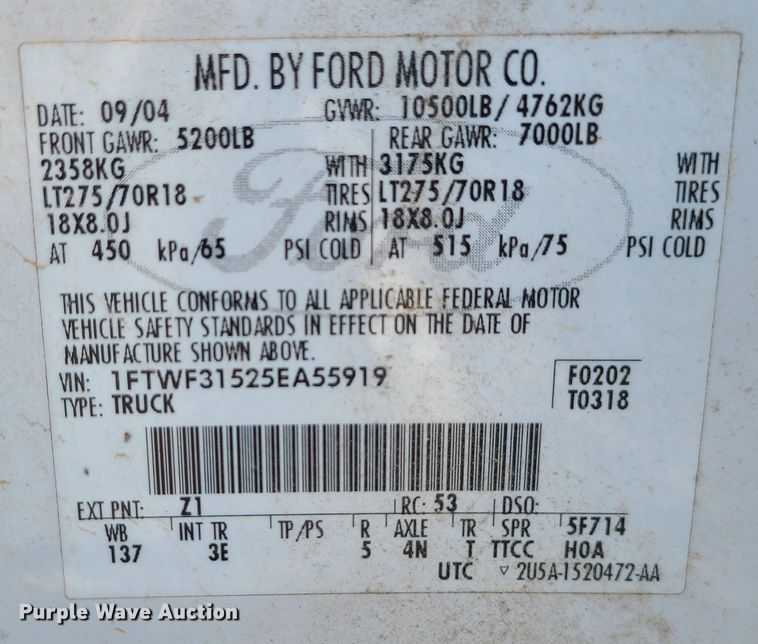 MFD. BY FORD MOTOR CO.
DATE: 09/04 GVWR: 10500LB/ 4762KG
FRONT GAWR: 5200LB REAR GAWR: 7000LB
2358KG WITH 3175KG WITH
LT275/70R18 TIRES LT275/70R18 TIRES
18X8.0J RIMS 18X8.0J RIMS
AT 450 kPa/65 PSI COLD AT 515 kPa/75 PSI COLD
Ford
THIS VEHICLE CONFORMS TO ALL APPLICABLE FEDERAL MOTOR
VEHICLE SAFETY STANDARDS IN EFFECT ON THE DATE OF
MANUFACTURE SHOWN ABOVE.
VIN: 1FTWF31525EA55919 F0202
TYPE: TRUCK T0318
EXT PNT: Z1 RC: 53 DSO:
WB INT TR TP/PS R AXLE TR SPR 5F714
137 3E 5 4N T TTCC H0A
UTC ▽ 2U5A-1520472-AA
Purple Wave Auction